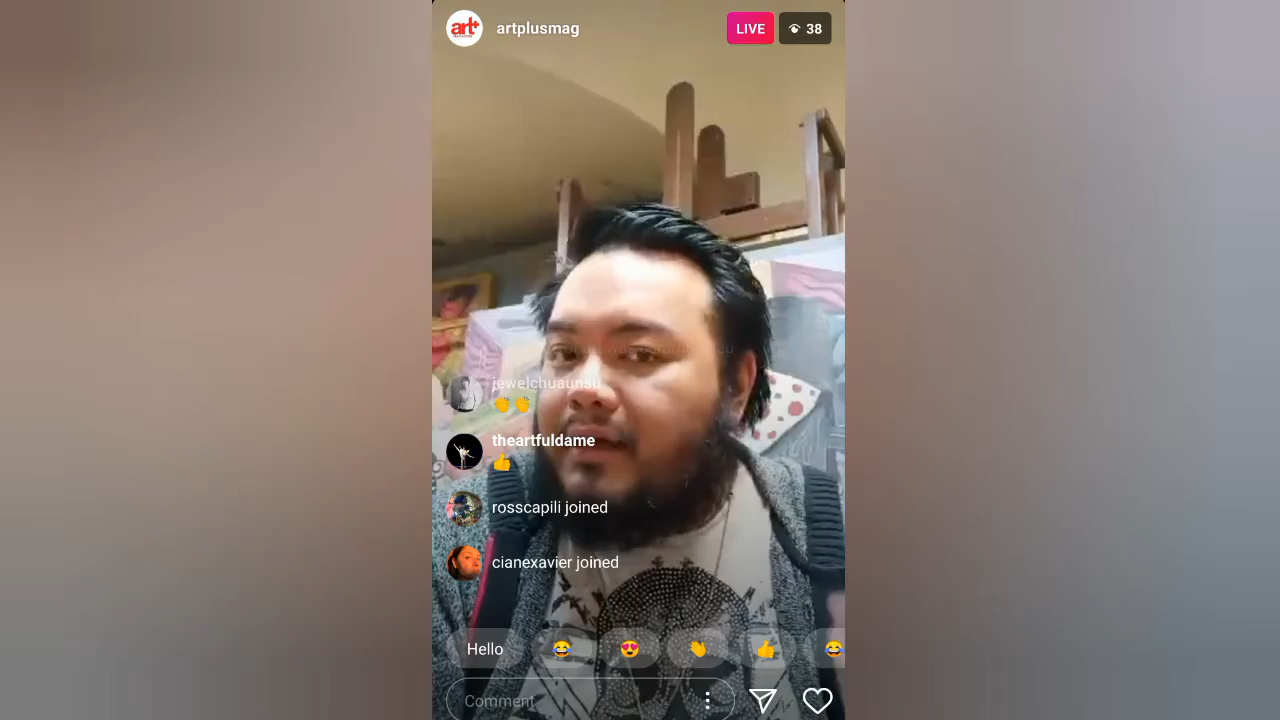 art+
artplusmag
LIVE
38
jewelchuaunsu
👏👏
theartfuldame
👍
rosscapili joined
cianexavier joined
Hello 😂 😍 👏 👍 😂
Comment